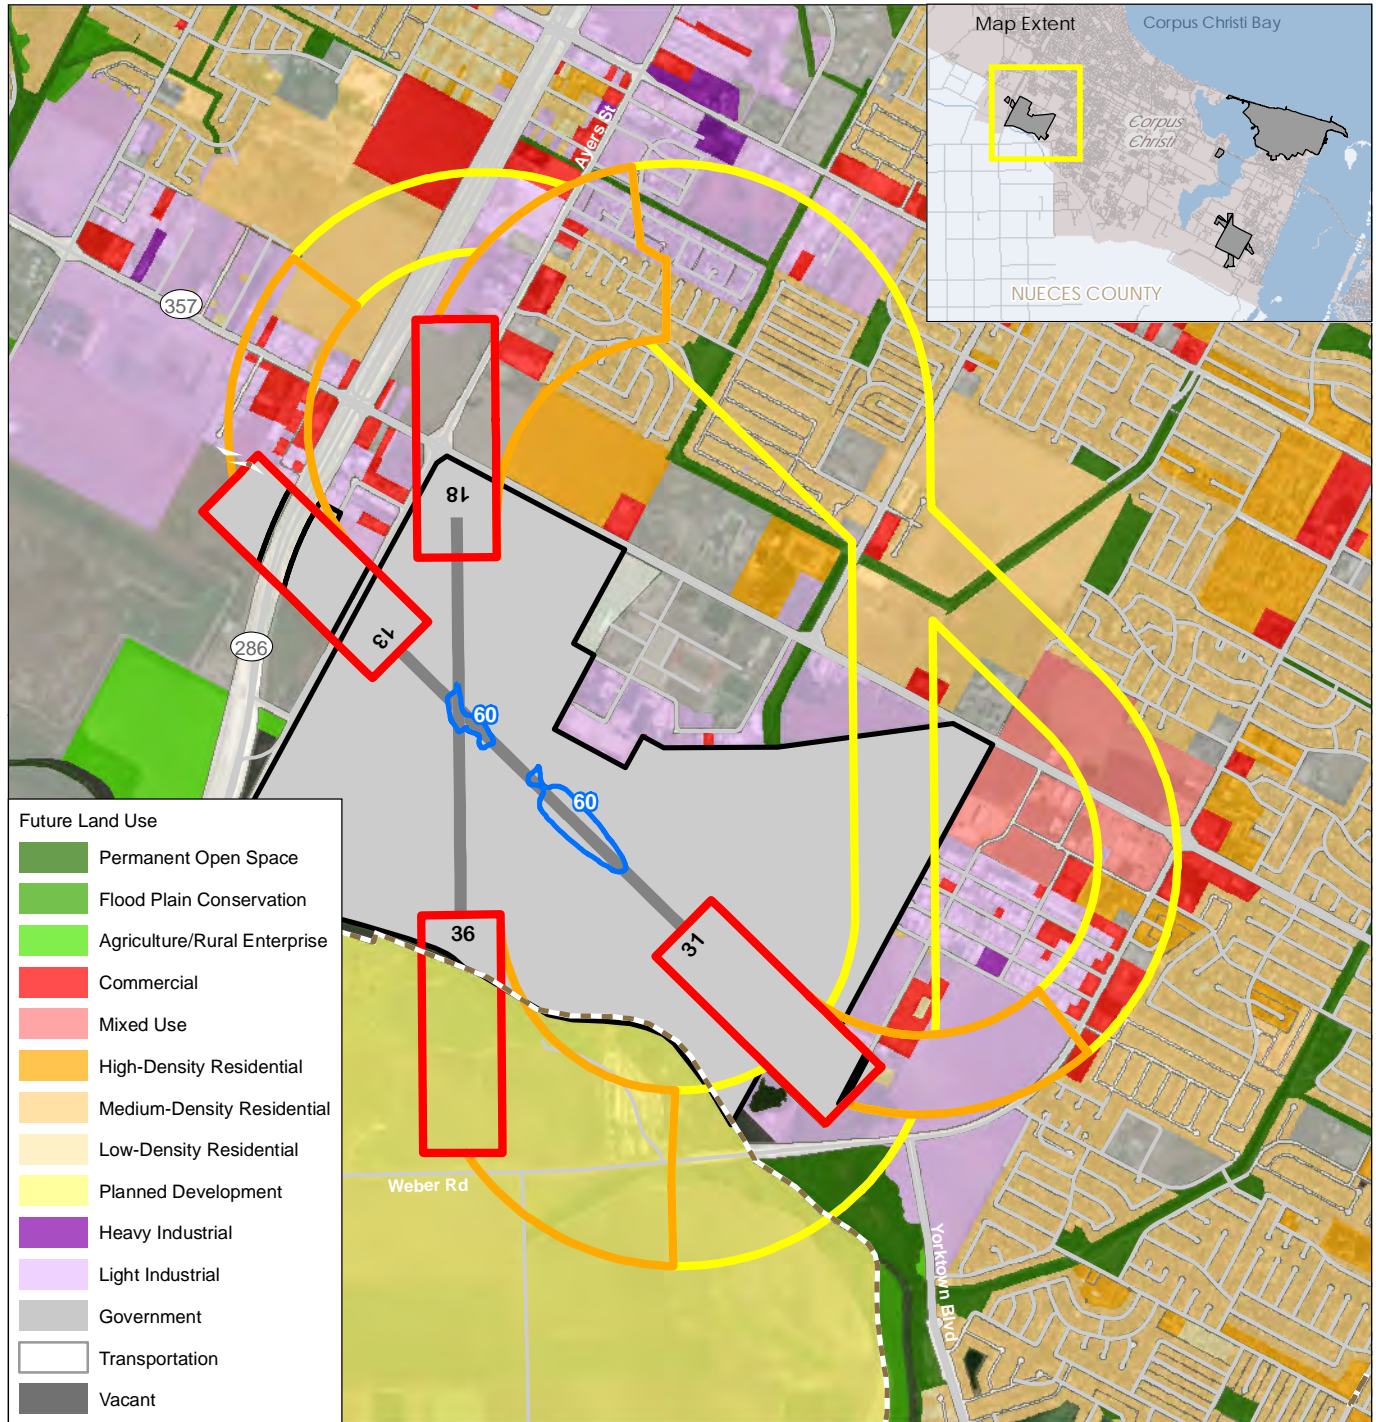 Map Extent
Corpus Christi Bay
Corpus
Christi
NUECES COUNTY
Ayers St
357
18
13
286
60
60
36
31
Weber Rd
Yorktown Blvd
Future Land Use
Permanent Open Space
Flood Plain Conservation
Agriculture/Rural Enterprise
Commercial
Mixed Use
High-Density Residential
Medium-Density Residential
Low-Density Residential
Planned Development
Heavy Industrial
Light Industrial
Government
Transportation
Vacant